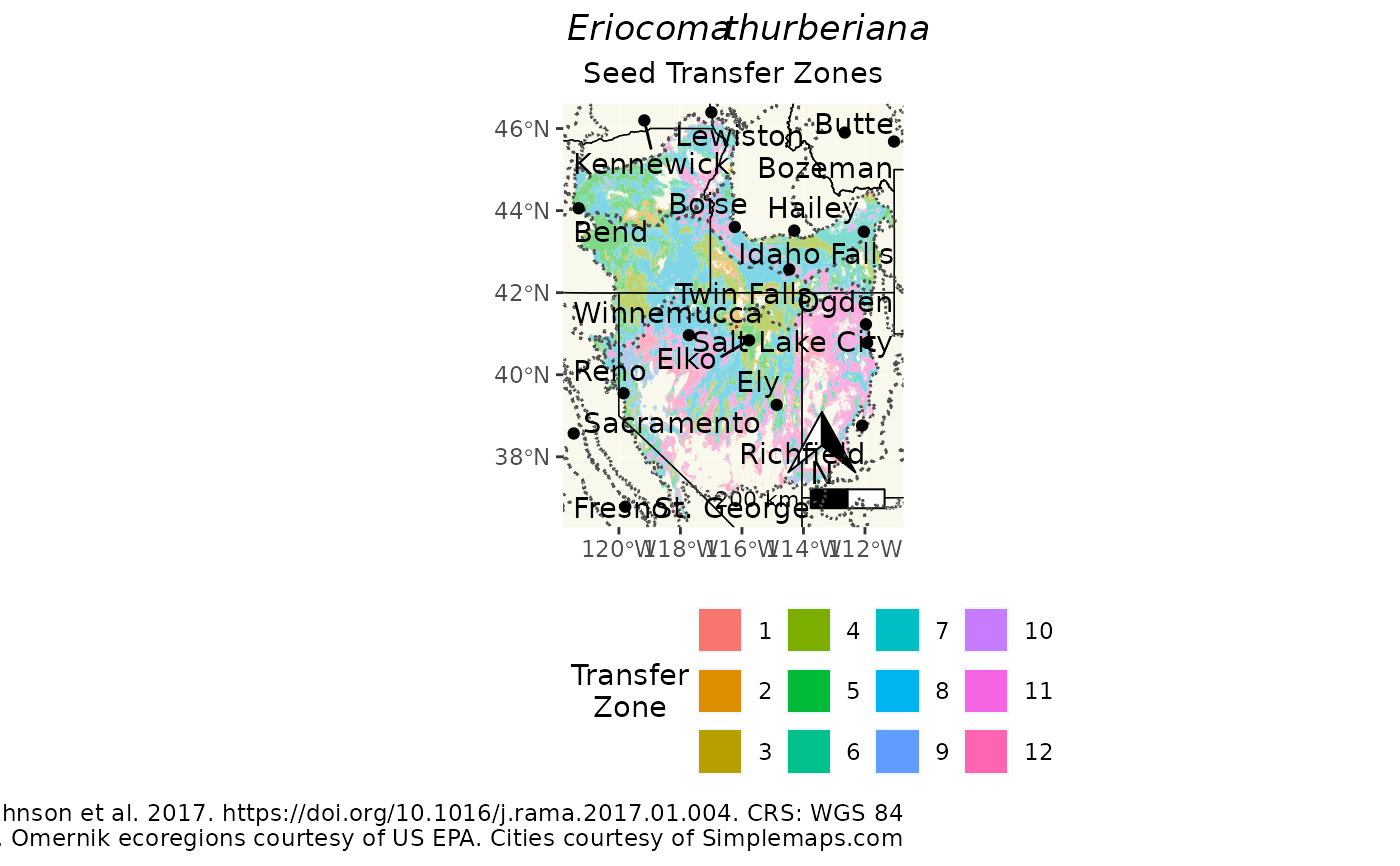 Eriocoma thurberiana
Seed Transfer Zones
46°N
44°N
42°N
40°N
38°N
Lewiston
Butte
Kennewick
Bozeman
Boise
Hailey
Bend
Idaho Falls
Twin Falls
Ogden
Winnemucca
Salt Lake City
Elko
Reno
Ely
Sacramento
Richfield
N
200 km
Fresno
St. George
120°W 118°W 116°W 114°W 112°W
Transfer
Zone
1 4 7 10
2 5 8 11
3 6 9 12
hnson et al. 2017. https://doi.org/10.1016/j.rama.2017.01.004. CRS: WGS 84
. Omernik ecoregions courtesy of US EPA. Cities courtesy of Simplemaps.com